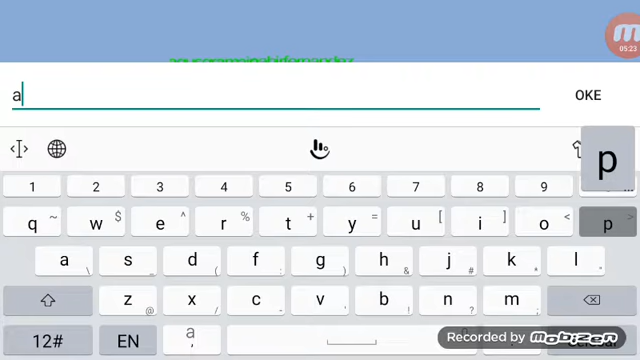 05:23
a
OKE
p
1 2 3 4 5 6 7 8 9
q ~ w $ e ^ r % t + y = u [ i ] o < p >
a \ s _ d ( f : g ) h & j # k * l "
z @ x / c - v ' b ! n ? m ;
12# EN a ,
Recorded by mobizen